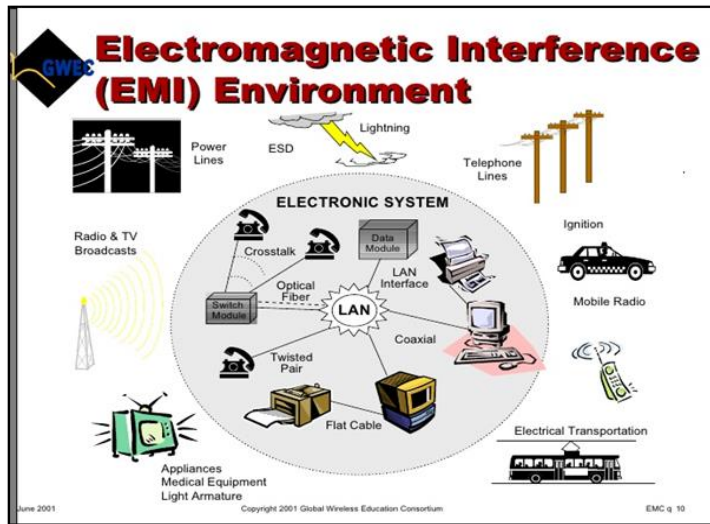 GWEC
Electromagnetic Interference
(EMI) Environment
Power
Lines
ESD
Lightning
Telephone
Lines
ELECTRONIC SYSTEM
Radio & TV
Broadcasts
Crosstalk
Data
Module
Ignition
Optical
Fiber
LAN
Interface
Switch
Module
LAN
Mobile Radio
Coaxial
Twisted
Pair
Flat Cable
Electrical Transportation
Appliances
Medical Equipment
Light Armature
June 2001
Copyright 2001 Global Wireless Education Consortium
EMC q 10